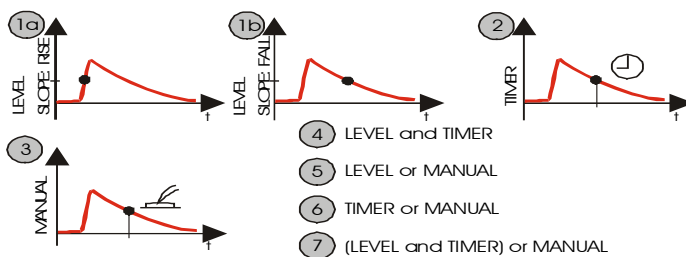 1a
LEVEL
SLOPE: RISE
t
1b
LEVEL
SLOPE: FALL
t
2
TIMER
t
3
MANUAL
t
4 LEVEL and TIMER
5 LEVEL or MANUAL
6 TIMER or MANUAL
7 (LEVEL and TIMER) or MANUAL